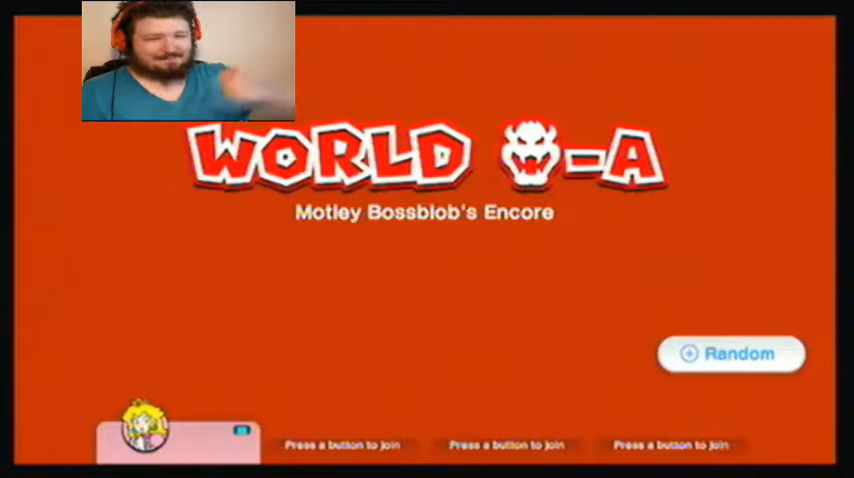 WORLD -A
Motley Bossblob's Encore
Random
Press a button to join
Press a button to join
Press a button to join